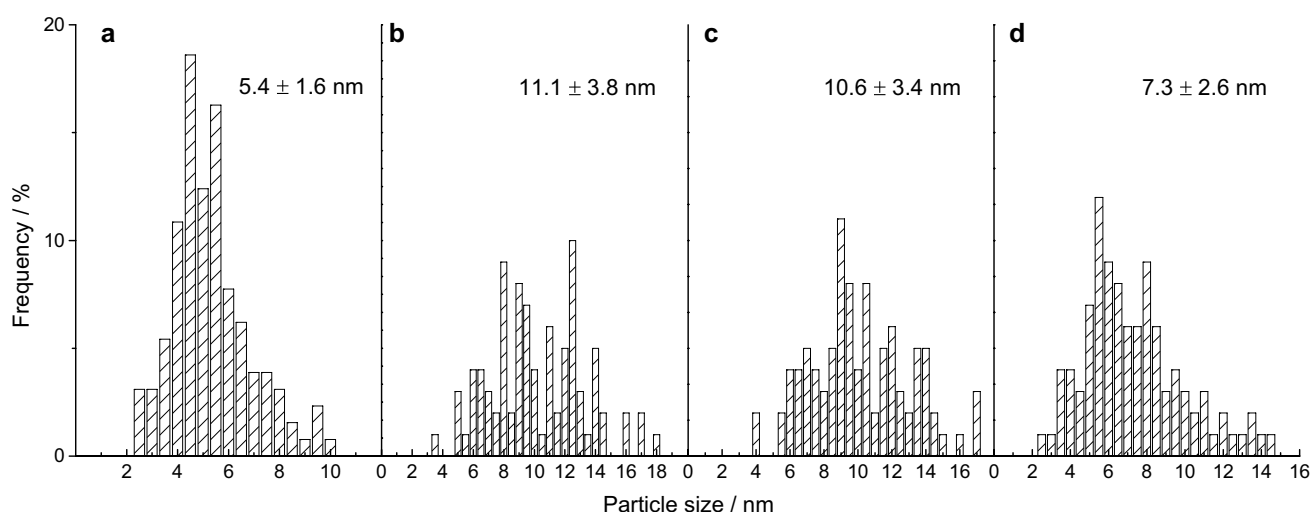 20
10
0
Frequency / %
a
5.4 ± 1.6 nm
b
11.1 ± 3.8 nm
c
10.6 ± 3.4 nm
d
7.3 ± 2.6 nm
2 4 6 8 10 0 2 4 6 8 10 12 14 16 18 0 2 4 6 8 10 12 14 16 0 2 4 6 8 10 12 14 16
Particle size / nm